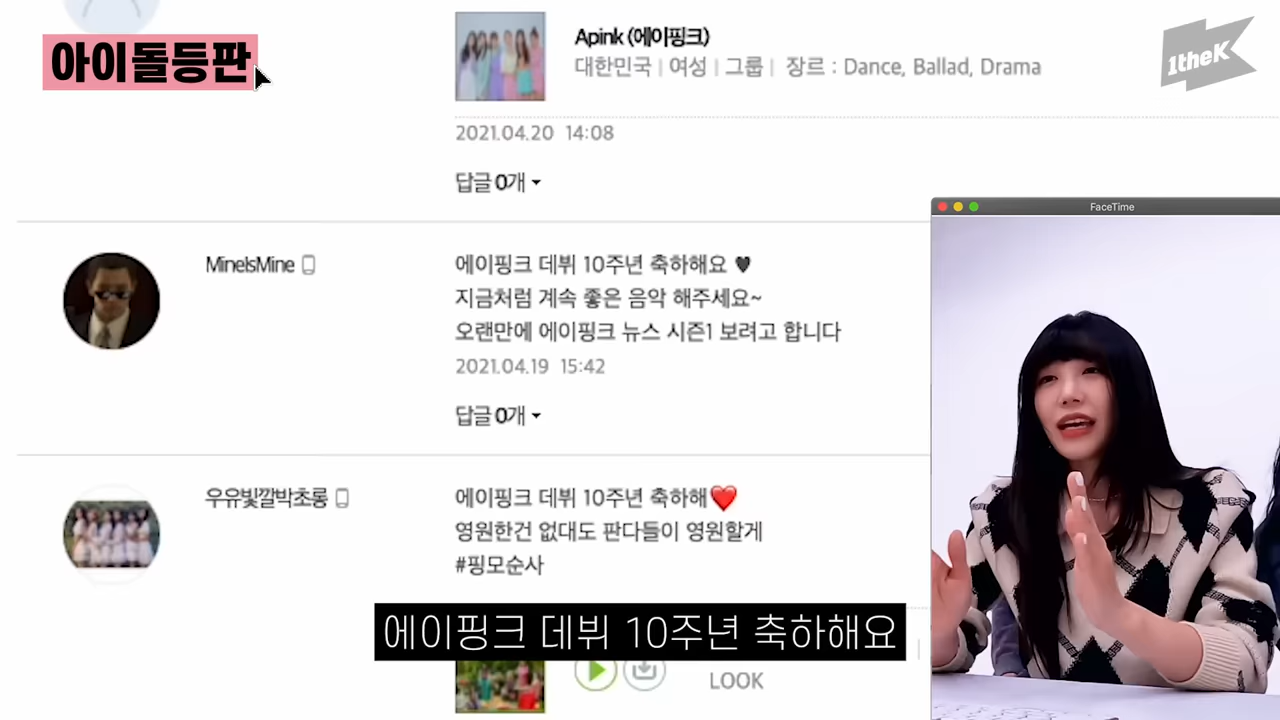 아이돌등판
1theK
Apink (에이핑크)
대한민국 | 여성 | 그룹 | 장르 : Dance, Ballad, Drama
2021.04.20 14:08
답글 0개
FaceTime
MineIsMine
에이핑크 데뷔 10주년 축하해요 ♥
지금처럼 계속 좋은 음악 해주세요~
오랜만에 에이핑크 뉴스 시즌1 보려고 합니다
2021.04.19 15:42
답글 0개
우유빛깔박초롱
에이핑크 데뷔 10주년 축하해❤️
영원한건 없대도 판다들이 영원할게
#핑모순사
에이핑크 데뷔 10주년 축하해요
LOOK